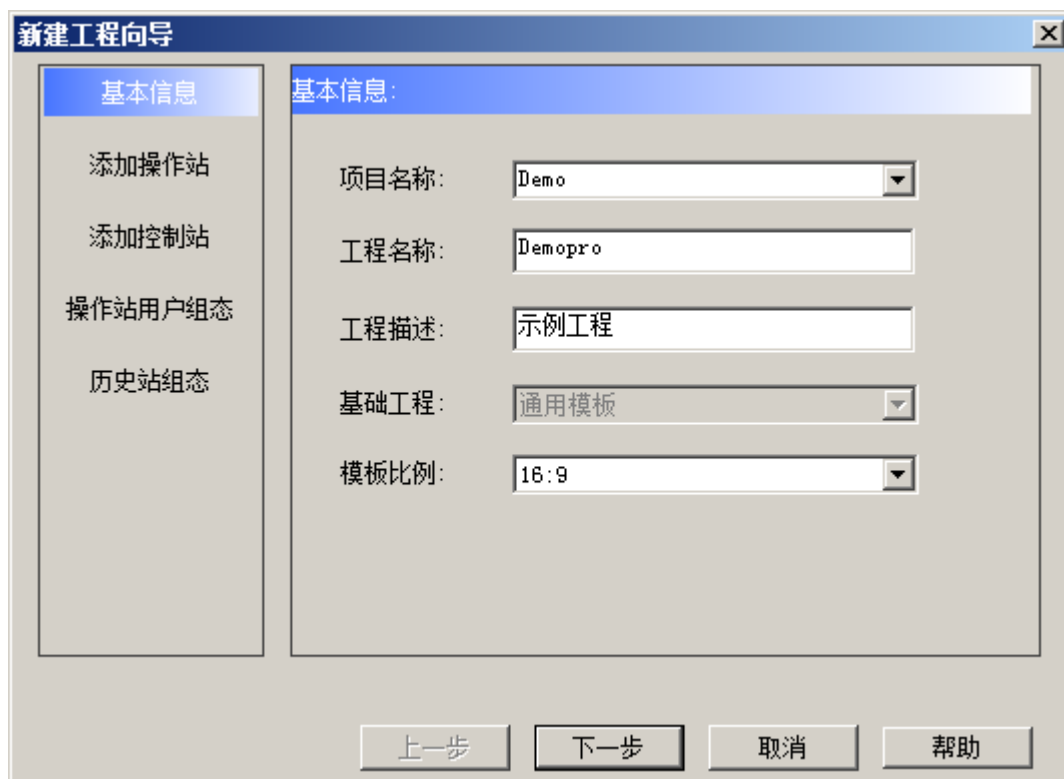 新建工程向导
基本信息
添加操作站
添加控制站
操作站用户组态
历史站组态
基本信息:
项目名称: Demo
工程名称: Demopro
工程描述: 示例工程
基础工程: 通用模板
模板比例: 16:9
上一步 下一步 取消 帮助